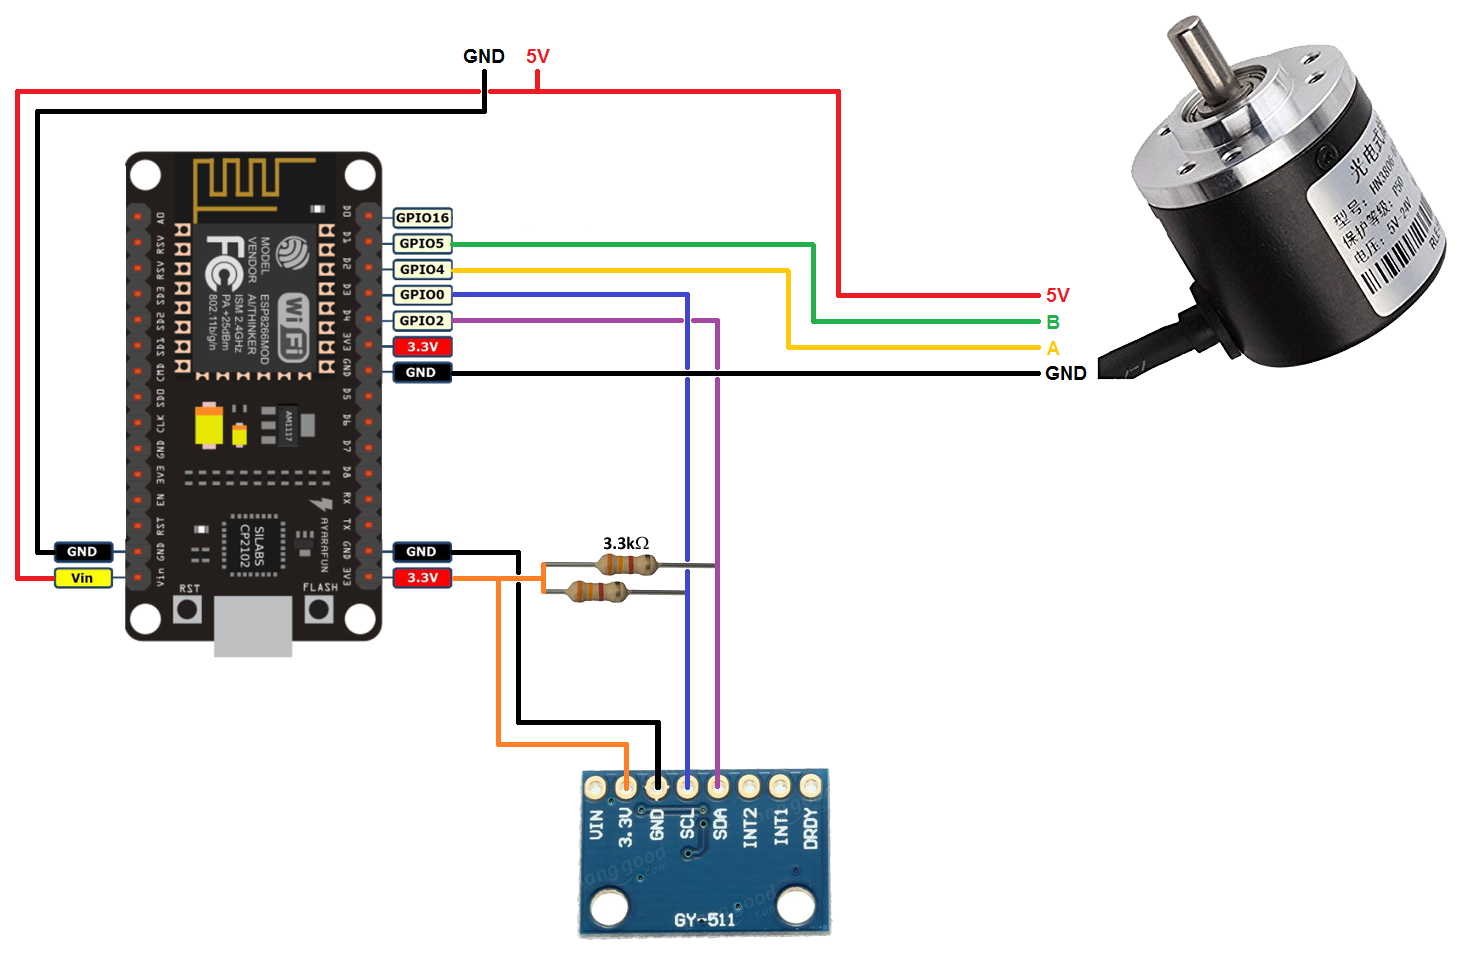 GND 5V
A0
RSV
RSV
SD3
SD2
SD1
CMD
SD0
CLK
GND
3V3
EN
RST
GND
Vin
D0
D1
D2
D3
D4
3V3
GND
D5
D6
D7
D8
RX
TX
GND
3V3
GPIO16
GPIO5
GPIO4
GPIO0
GPIO2
3.3V
GND
MODEL
VENDOR
ESP8266MOD
AI/THINKER
ISM 2.4GHz
PA +25dBm
802.11b/g/n
FC
Wi Fi
AM1117
SILABS
CP2102
AYARAFUN
RST
FLASH
GND
Vin
GND
3.3V
3.3kΩ
5V
B
A
GND
光电式
型号: HN3806
保护等级: P50
电压: 5V-24V
VIN
3.3V
GND
SCL
SDA
INT2
INT1
DRDY
GY-511